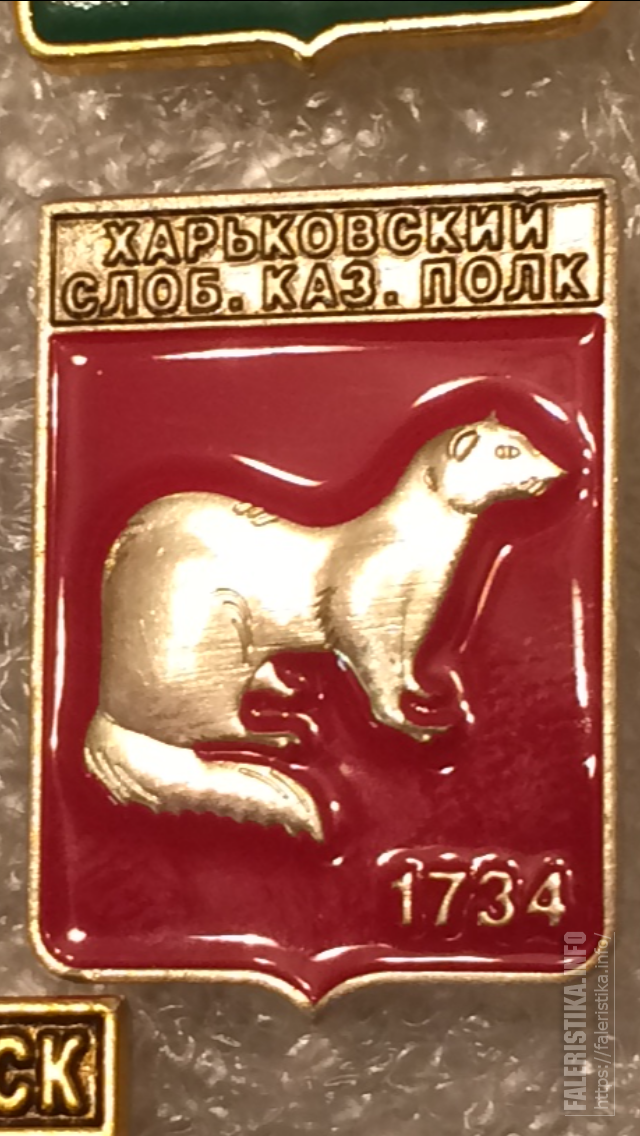 ХАРЬКОВСКИЙ
СЛОБ. КАЗ. ПОЛК
1734
СК
FALERISTIKA.INFO
https://faleristika.info/